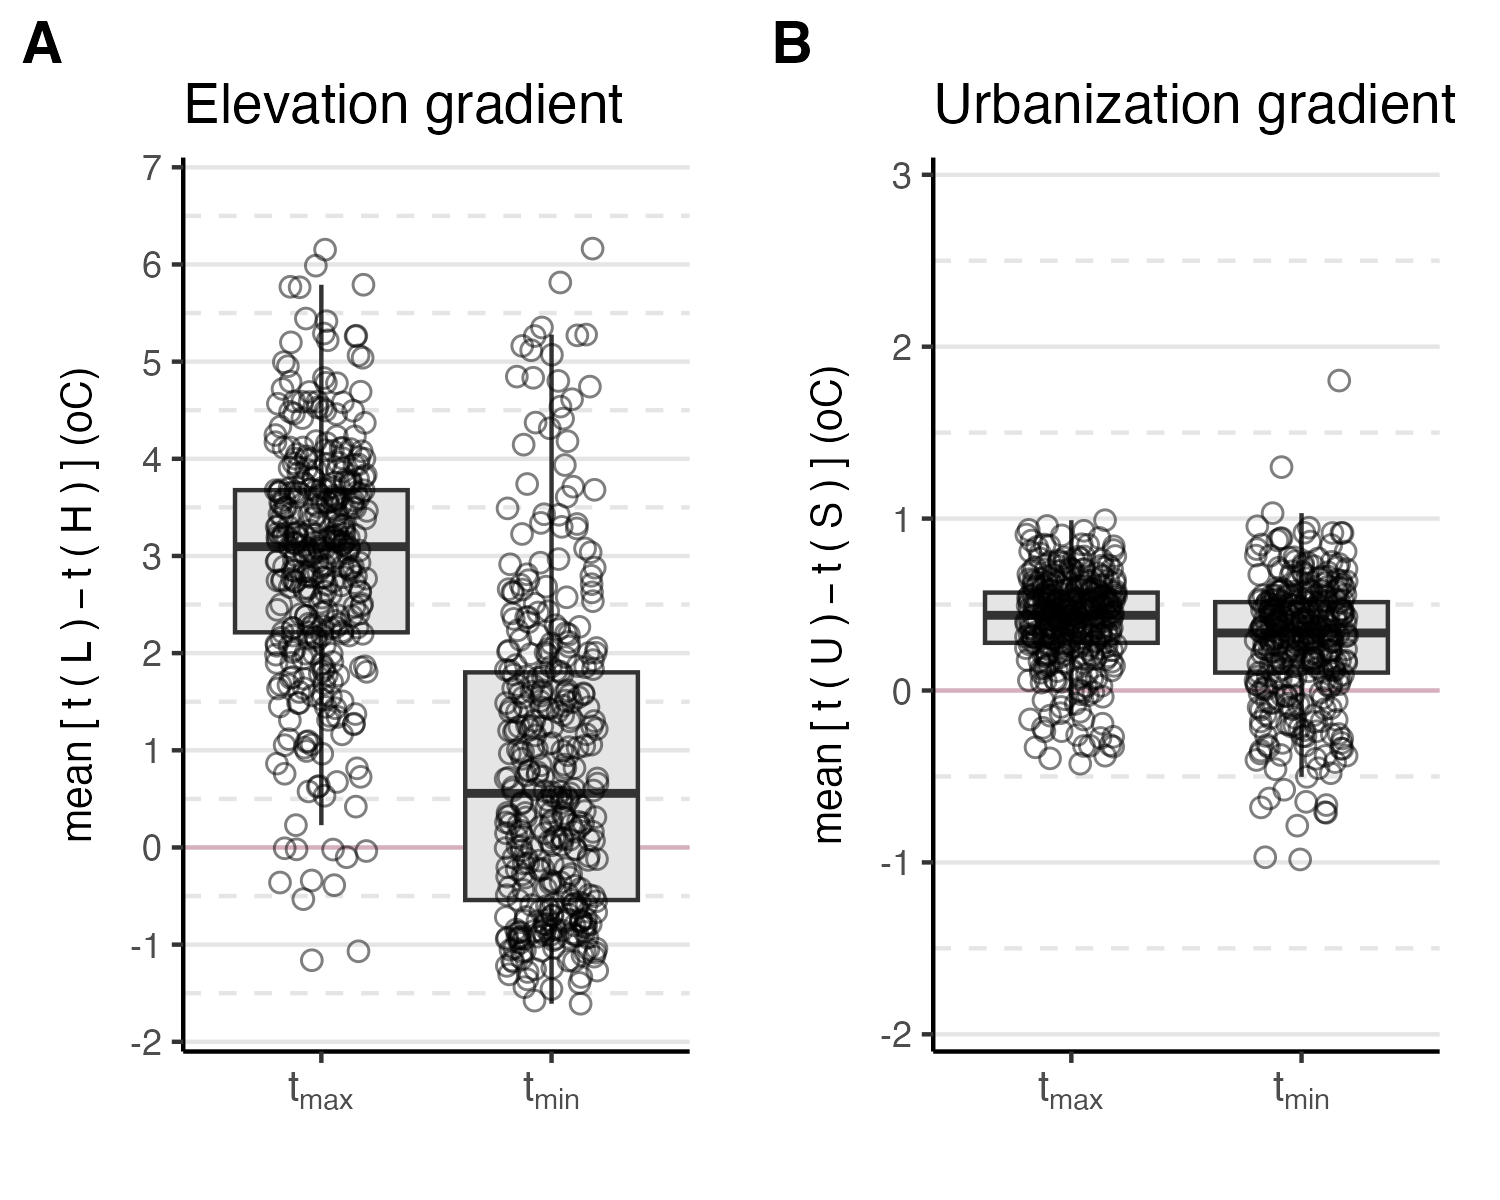 A
Elevation gradient
mean [ t ( L ) – t ( H ) ] (oC)
7
6
5
4
3
2
1
0
-1
-2
tmax
tmin
B
Urbanization gradient
mean [ t ( U ) – t ( S ) ] (oC)
3
2
1
0
-1
-2
tmax
tmin